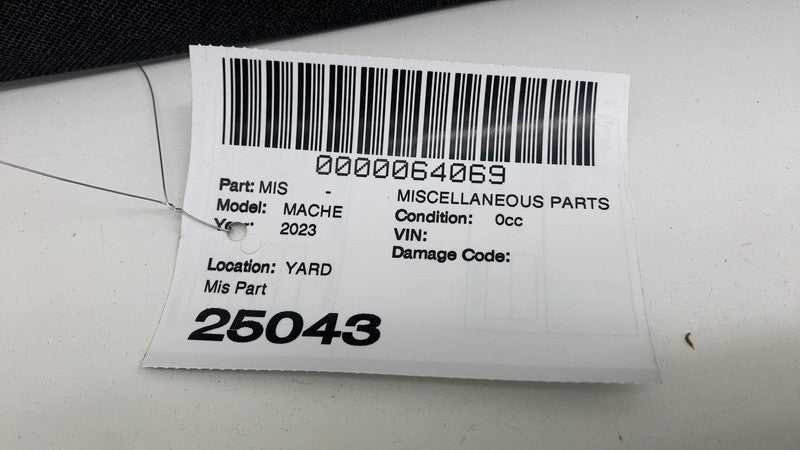 0000064069
Part: MIS - MISCELLANEOUS PARTS
Model: MACHE Condition: 0cc
Year: 2023 VIN:
Damage Code:
Location: YARD
Mis Part
25043